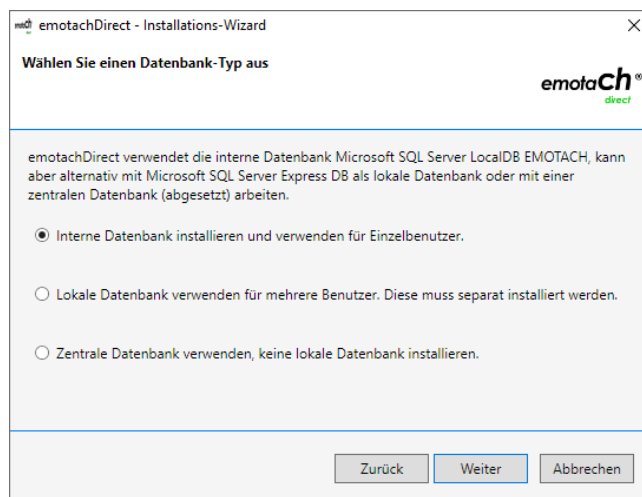 emotachDirect - Installations-Wizard
Wählen Sie einen Datenbank-Typ aus
emotach®
direct
emotachDirect verwendet die interne Datenbank Microsoft SQL Server LocalDB EMOTACH, kann
aber alternativ mit Microsoft SQL Server Express DB als lokale Datenbank oder mit einer
zentralen Datenbank (abgesetzt) arbeiten.
Interne Datenbank installieren und verwenden für Einzelbenutzer.
Lokale Datenbank verwenden für mehrere Benutzer. Diese muss separat installiert werden.
Zentrale Datenbank verwenden, keine lokale Datenbank installieren.
Zurück Weiter Abbrechen